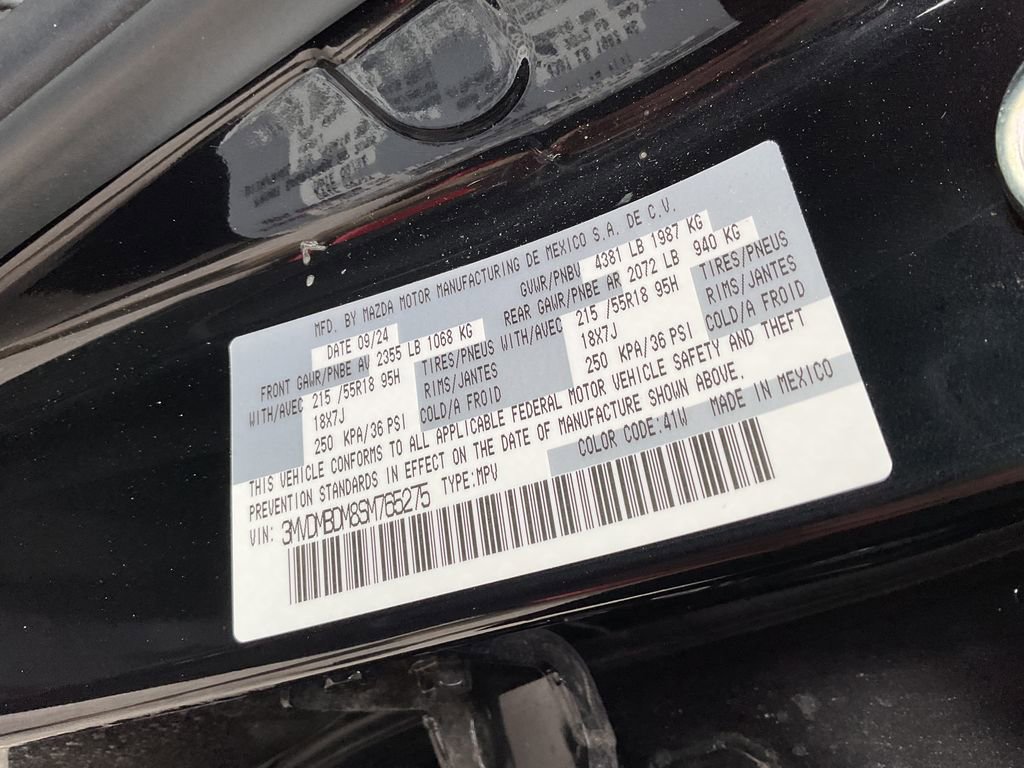 MFD. BY MAZDA MOTOR MANUFACTURING DE MEXICO S.A. DE C.V.
DATE 09/24 GVWR/PNBV 4381 LB 1987 KG
FRONT GAWR/PNBE AV 2355 LB 1068 KG REAR GAWR/PNBE AR 2072 LB 940 KG
WITH/AVEC 215 /55R18 95H TIRES/PNEUS WITH/AVEC 215 /55R18 95H TIRES/PNEUS
18X7J RIMS/JANTES 18X7J RIMS/JANTES
250 KPA/36 PSI COLD/A FROID 250 KPA/36 PSI COLD/A FROID
THIS VEHICLE CONFORMS TO ALL APPLICABLE FEDERAL MOTOR VEHICLE SAFETY AND THEFT
PREVENTION STANDARDS IN EFFECT ON THE DATE OF MANUFACTURE SHOWN ABOVE.
VIN: 3MVDMBDM8SM765275 TYPE:MPV COLOR CODE:41W MADE IN MEXICO